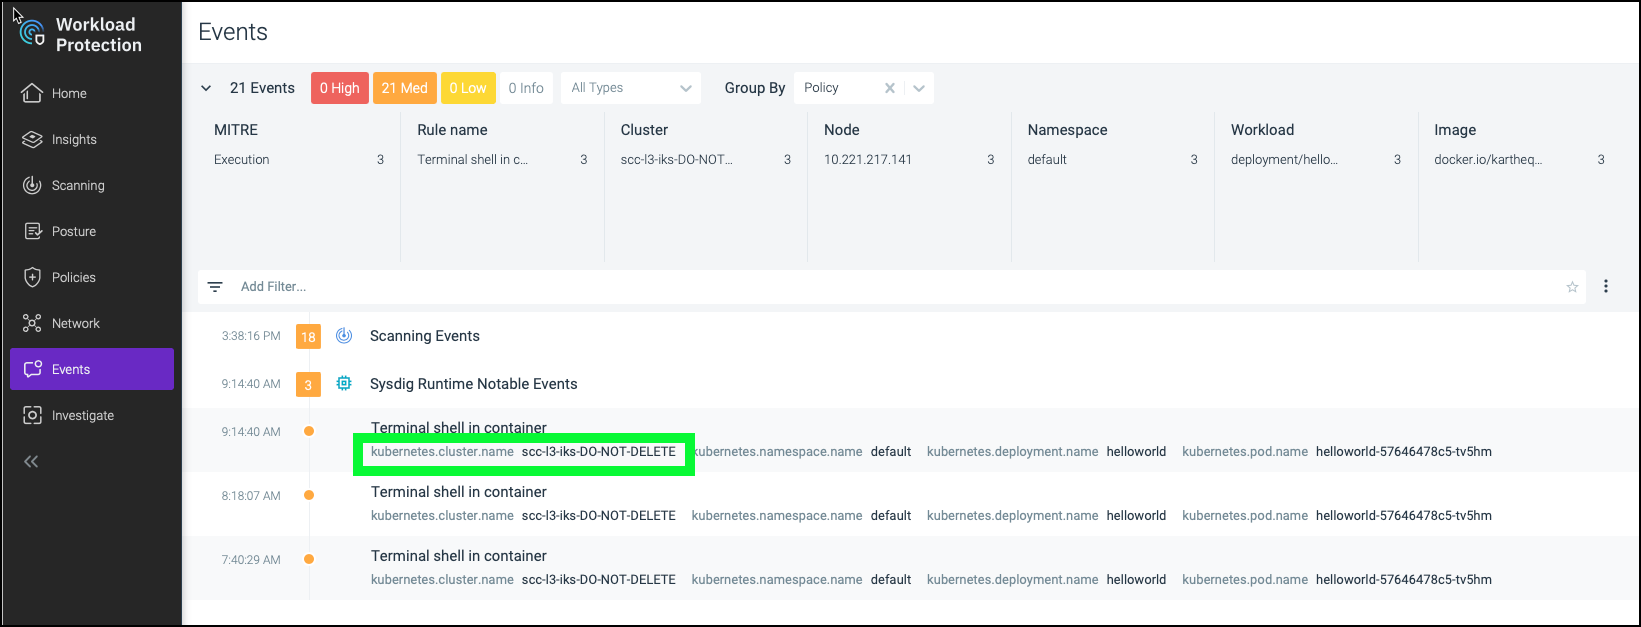 Workload
Protection
Home
Insights
Scanning
Posture
Policies
Network
Events
Investigate
Events
21 Events 0 High 21 Med 0 Low 0 Info All Types Group By Policy
MITRE Rule name Cluster Node Namespace Workload Image
Execution 3 Terminal shell in c... 3 scc-l3-iks-DO-NOT... 3 10.221.217.141 3 default 3 deployment/hello... 3 docker.io/kartheq... 3
Add Filter...
3:38:16 PM 18 Scanning Events
9:14:40 AM 3 Sysdig Runtime Notable Events
9:14:40 AM Terminal shell in container
kubernetes.cluster.name scc-l3-iks-DO-NOT-DELETE kubernetes.namespace.name default kubernetes.deployment.name helloworld kubernetes.pod.name helloworld-57646478c5-tv5hm
8:18:07 AM Terminal shell in container
kubernetes.cluster.name scc-l3-iks-DO-NOT-DELETE kubernetes.namespace.name default kubernetes.deployment.name helloworld kubernetes.pod.name helloworld-57646478c5-tv5hm
7:40:29 AM Terminal shell in container
kubernetes.cluster.name scc-l3-iks-DO-NOT-DELETE kubernetes.namespace.name default kubernetes.deployment.name helloworld kubernetes.pod.name helloworld-57646478c5-tv5hm